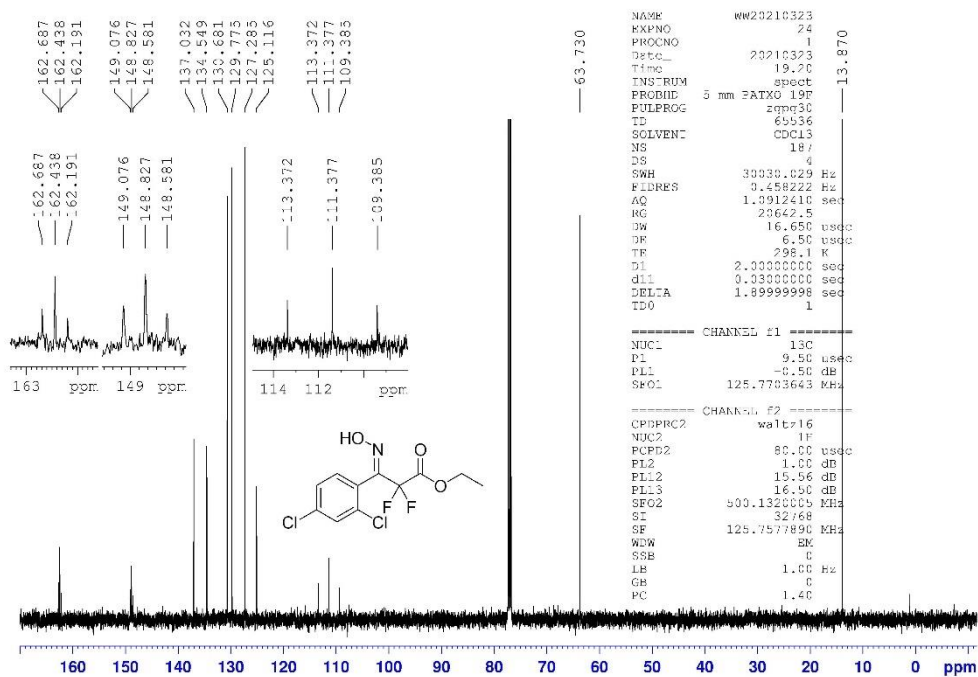 162.687
162.438
162.191
149.076
148.827
148.581
137.032
134.549
130.681
129.775
127.285
125.116
113.372
111.377
109.385
63.730
13.870
162.687
162.438
162.191
149.076
148.827
148.581
113.372
111.377
109.385
163 ppm
149 ppm
114 112 ppm
HO
N
O
O
F F
Cl
Cl
NAME ww20210323
EXPNO 24
PROCNO 1
Date_ 20210323
Time 19.20
INSTRUM spect
PROBHD 5 mm PATXO 19F
PULPROG zgpg30
TD 65536
SOLVENT CDCl3
NS 187
DS 4
SWH 30030.029 Hz
FIDRES 0.458222 Hz
AQ 1.0912410 sec
RG 20642.5
DW 16.650 usec
DE 6.50 usec
TE 298.1 K
D1 2.00000000 sec
d11 0.03000000 sec
DELTA 1.89999998 sec
TD0 1
======== CHANNEL f1 ========
NUC1 13C
P1 9.50 usec
PL1 -0.50 dB
SFO1 125.7703643 MHz
======== CHANNEL f2 ========
CPDPRG2 waltz16
NUC2 1H
PCPD2 80.00 usec
PL2 1.00 dB
PL12 15.56 dB
PL13 16.50 dB
SFO2 500.1320005 MHz
SI 32768
SF 125.7577890 MHz
WDW EM
SSB 0
LB 1.00 Hz
GB 0
PC 1.40
160 150 140 130 120 110 100 90 80 70 60 50 40 30 20 10 0 ppm